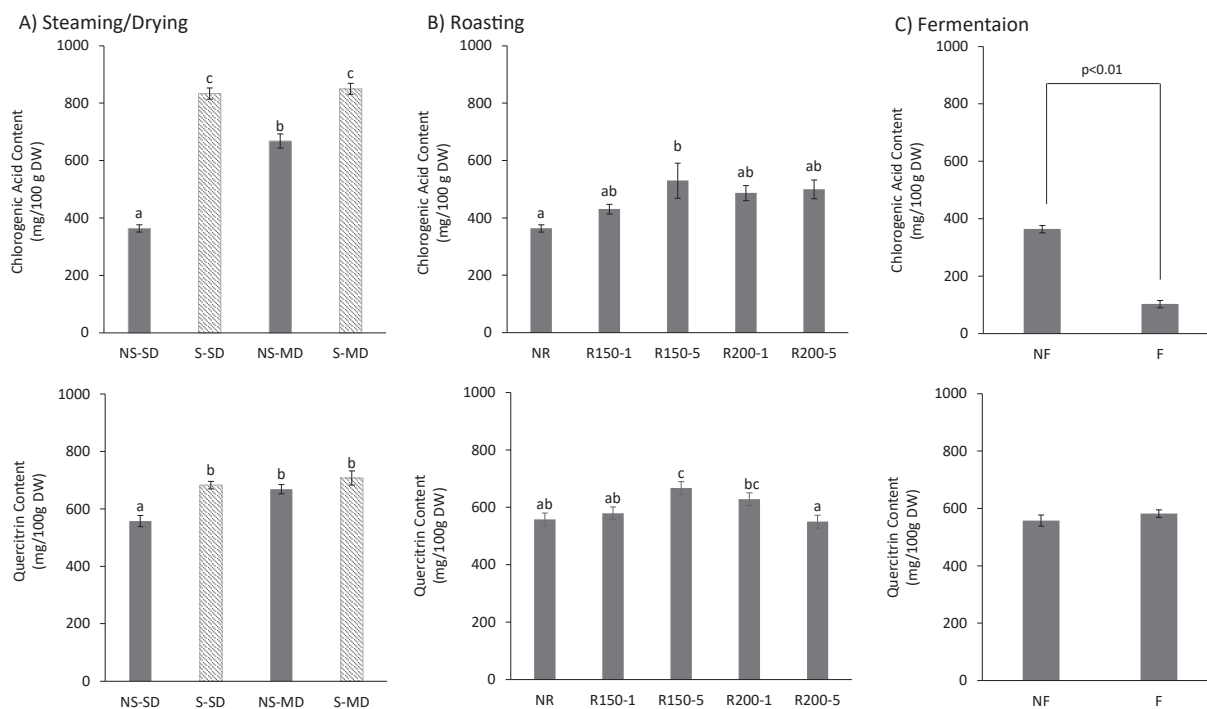 A) Steaming/Drying
Chlorogenic Acid Content
(mg/100 g DW)
1000
800
600
400
200
0
a
c
b
c
NS-SD S-SD NS-MD S-MD
B) Roasting
Chlorogenic Acid Content
(mg/100 g DW)
1000
800
600
400
200
0
a
ab
b
ab
ab
NR R150-1 R150-5 R200-1 R200-5
C) Fermentaion
Chlorogenic Acid Content
(mg/100 g DW)
1000
800
600
400
200
0
p<0.01
NF F
Quercitrin Content
(mg/100g DW)
1000
800
600
400
200
0
a
b
b
b
NS-SD S-SD NS-MD S-MD
Quercitrin Content
(mg/100g DW)
1000
800
600
400
200
0
ab
ab
c
bc
a
NR R150-1 R150-5 R200-1 R200-5
Quercitrin Content
(mg/100g DW)
1000
800
600
400
200
0
NF F